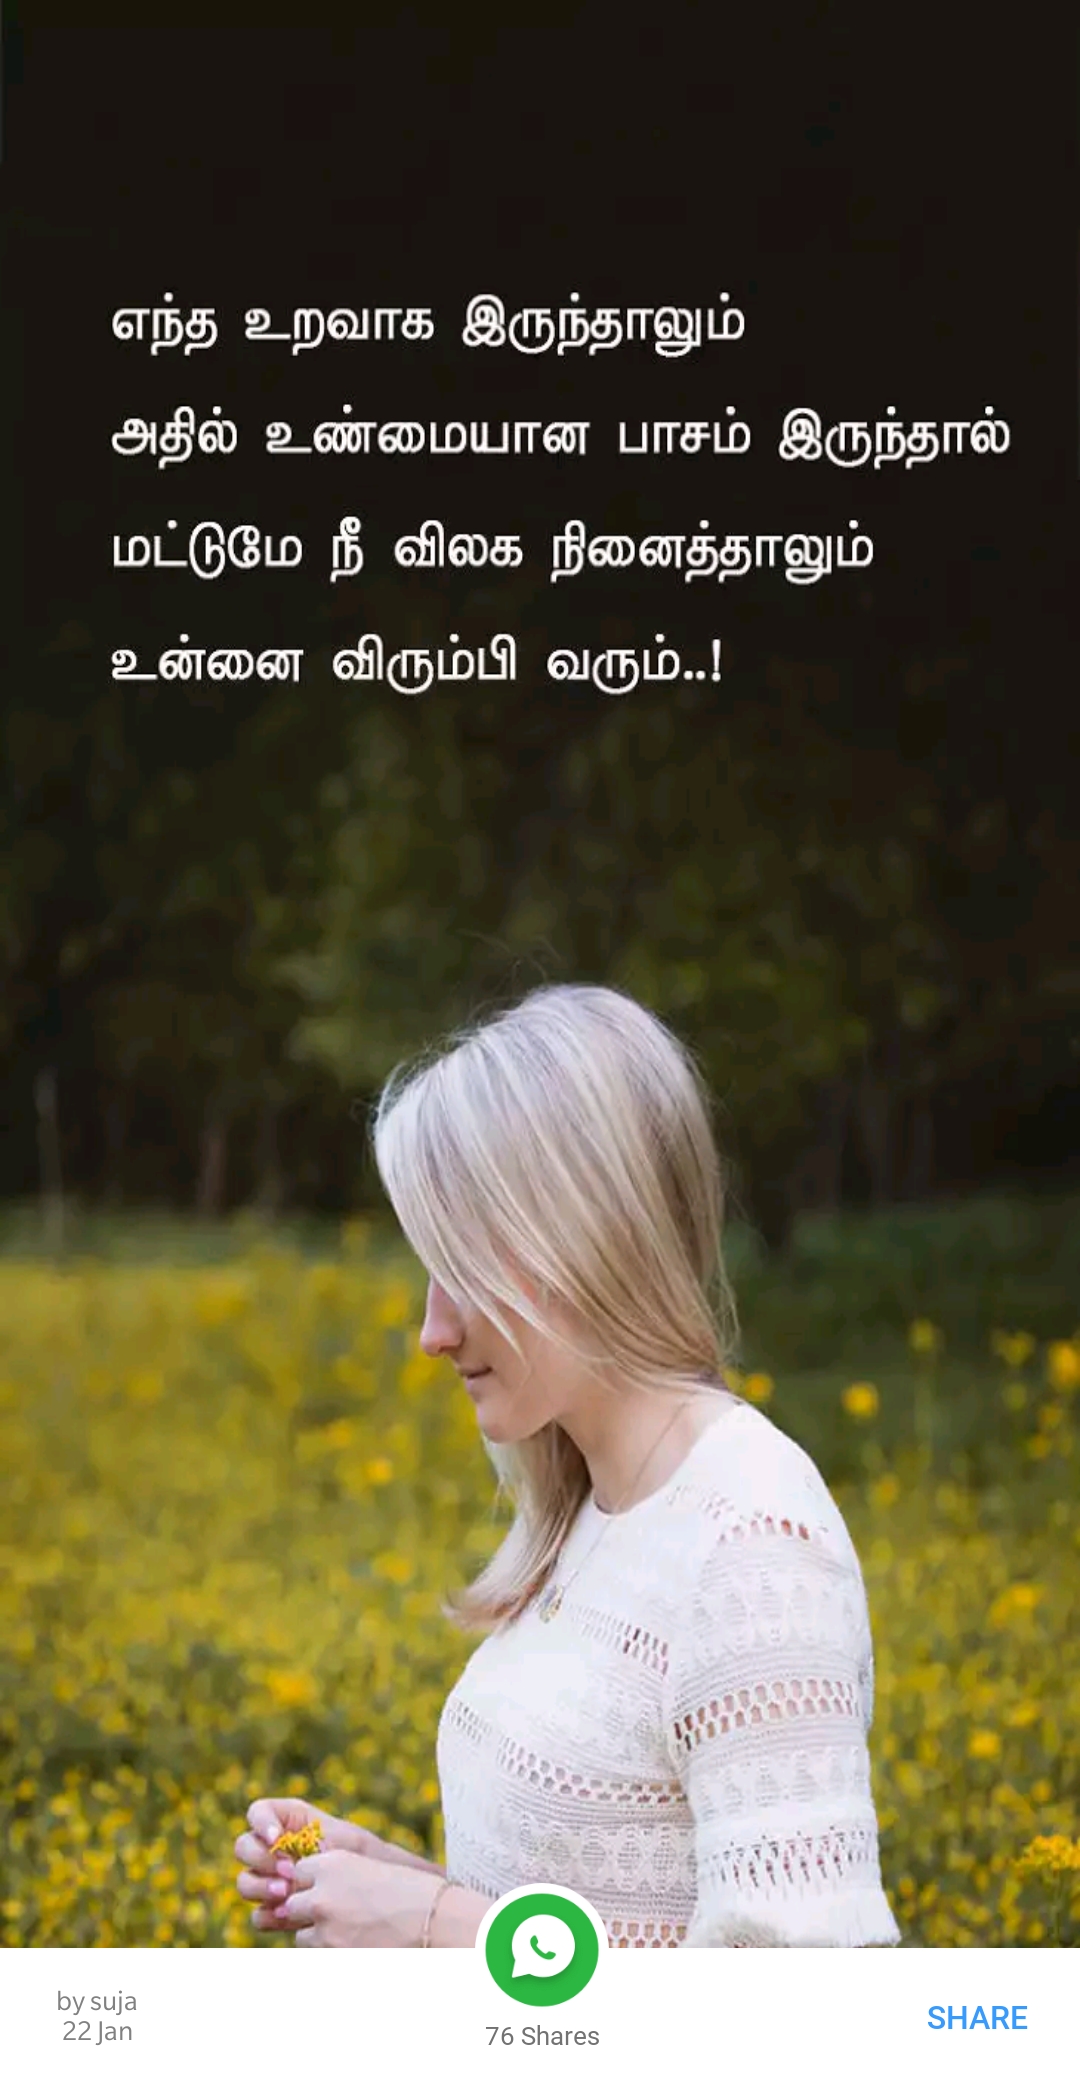 எந்த உறவாக இருந்தாலும்
அதில் உண்மையான பாசம் இருந்தால்
மட்டுமே நீ விலக நினைத்தாலும்
உன்னை விரும்பி வரும்..!
by suja
22 Jan
76 Shares
SHARE